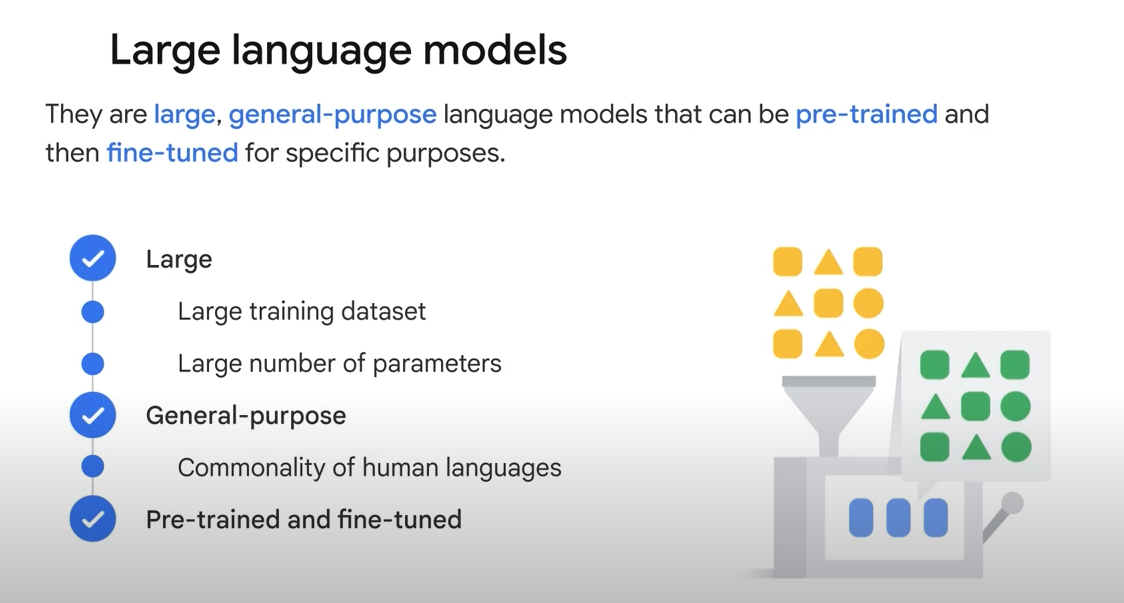 Large language models
They are large, general-purpose language models that can be pre-trained and
then fine-tuned for specific purposes.
Large
Large training dataset
Large number of parameters
General-purpose
Commonality of human languages
Pre-trained and fine-tuned